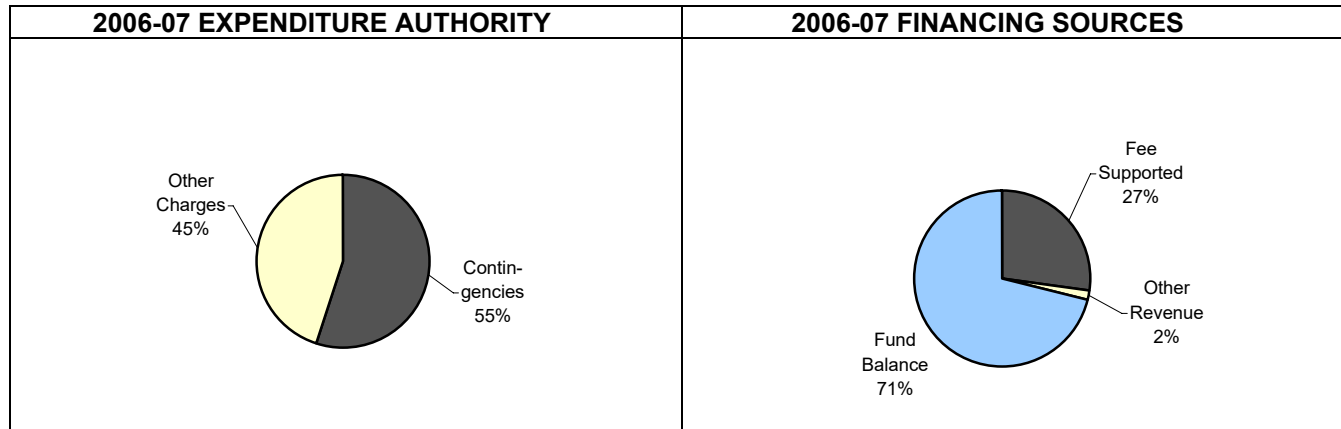 2006-07 EXPENDITURE AUTHORITY
2006-07 FINANCING SOURCES
Other
Charges
45%
Contin-
gencies
55%
Fee
Supported
27%
Other
Revenue
2%
Fund
Balance
71%